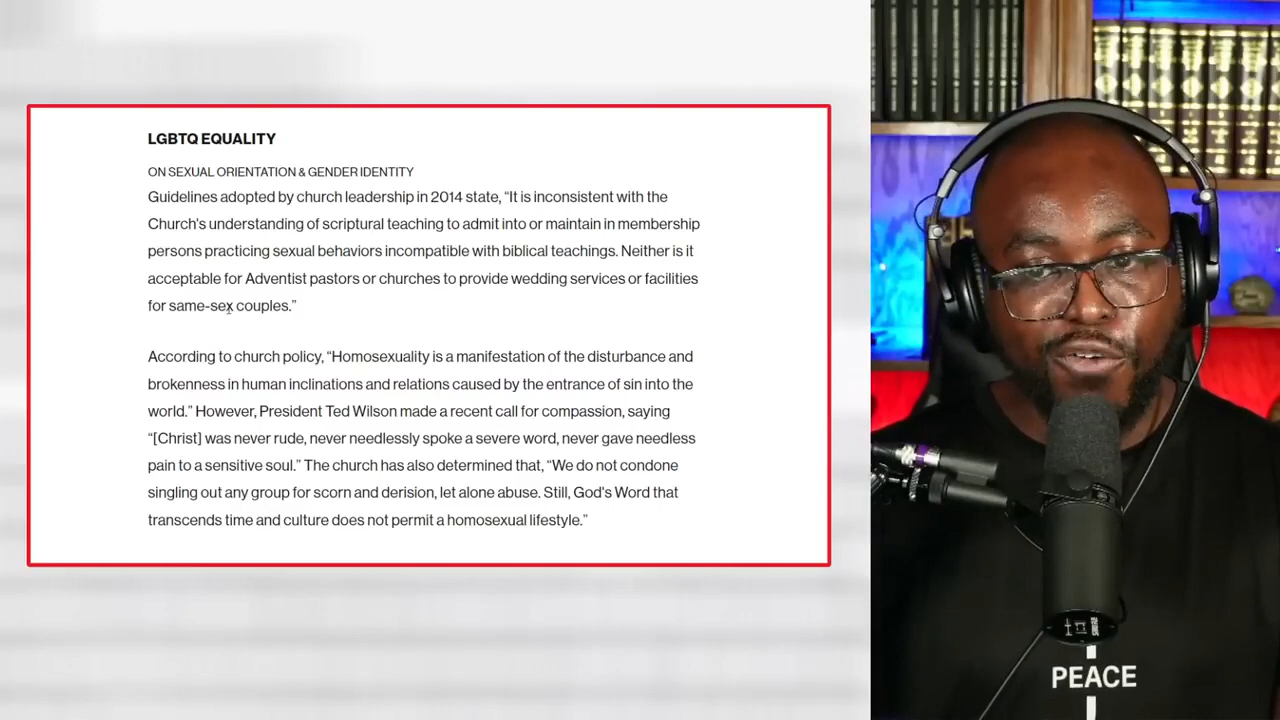 LGBTQ EQUALITY
ON SEXUAL ORIENTATION & GENDER IDENTITY
Guidelines adopted by church leadership in 2014 state, “It is inconsistent with the
Church's understanding of scriptural teaching to admit into or maintain in membership
persons practicing sexual behaviors incompatible with biblical teachings. Neither is it
acceptable for Adventist pastors or churches to provide wedding services or facilities
for same-sex couples.”
According to church policy, “Homosexuality is a manifestation of the disturbance and
brokenness in human inclinations and relations caused by the entrance of sin into the
world.” However, President Ted Wilson made a recent call for compassion, saying
“[Christ] was never rude, never needlessly spoke a severe word, never gave needless
pain to a sensitive soul.” The church has also determined that, “We do not condone
singling out any group for scorn and derision, let alone abuse. Still, God's Word that
transcends time and culture does not permit a homosexual lifestyle.”
PEACE